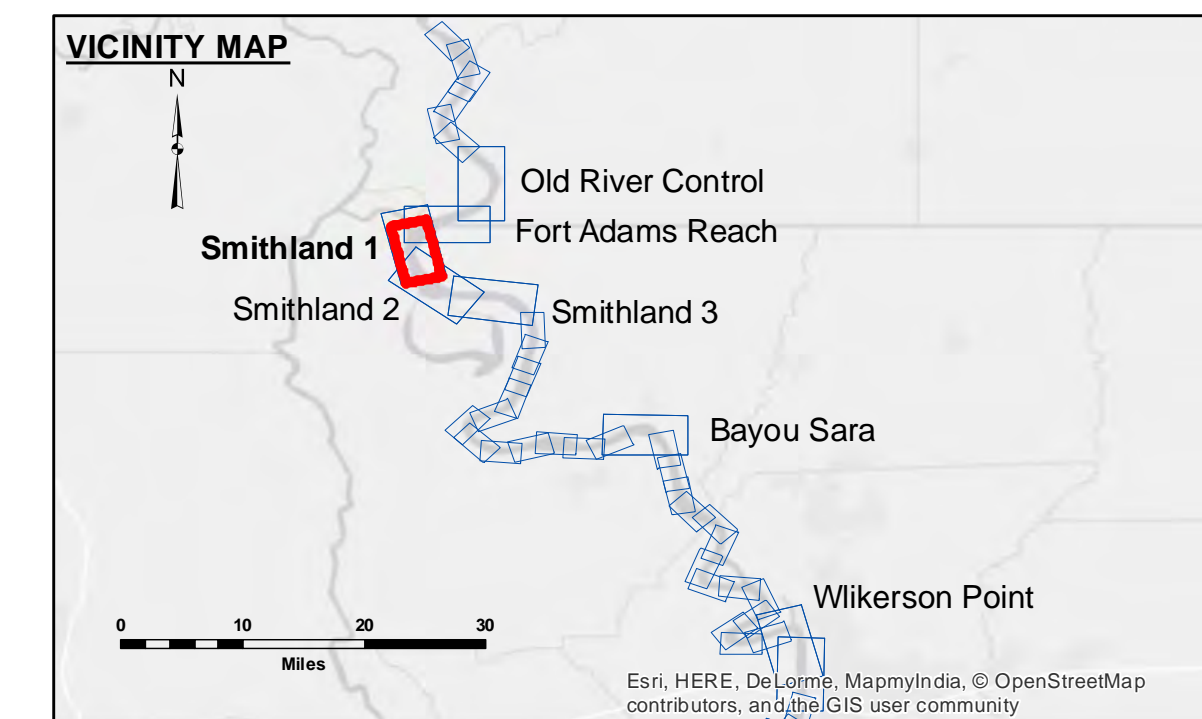 VICINITY MAP
N
Old River Control
Fort Adams Reach
Smithland 1
Smithland 2
Smithland 3
Bayou Sara
Wlikerson Point
0 10 20 30
Miles
Esri, HERE, DeLorme, MapmyIndia, © OpenStreetMap
contributors, and the GIS user community